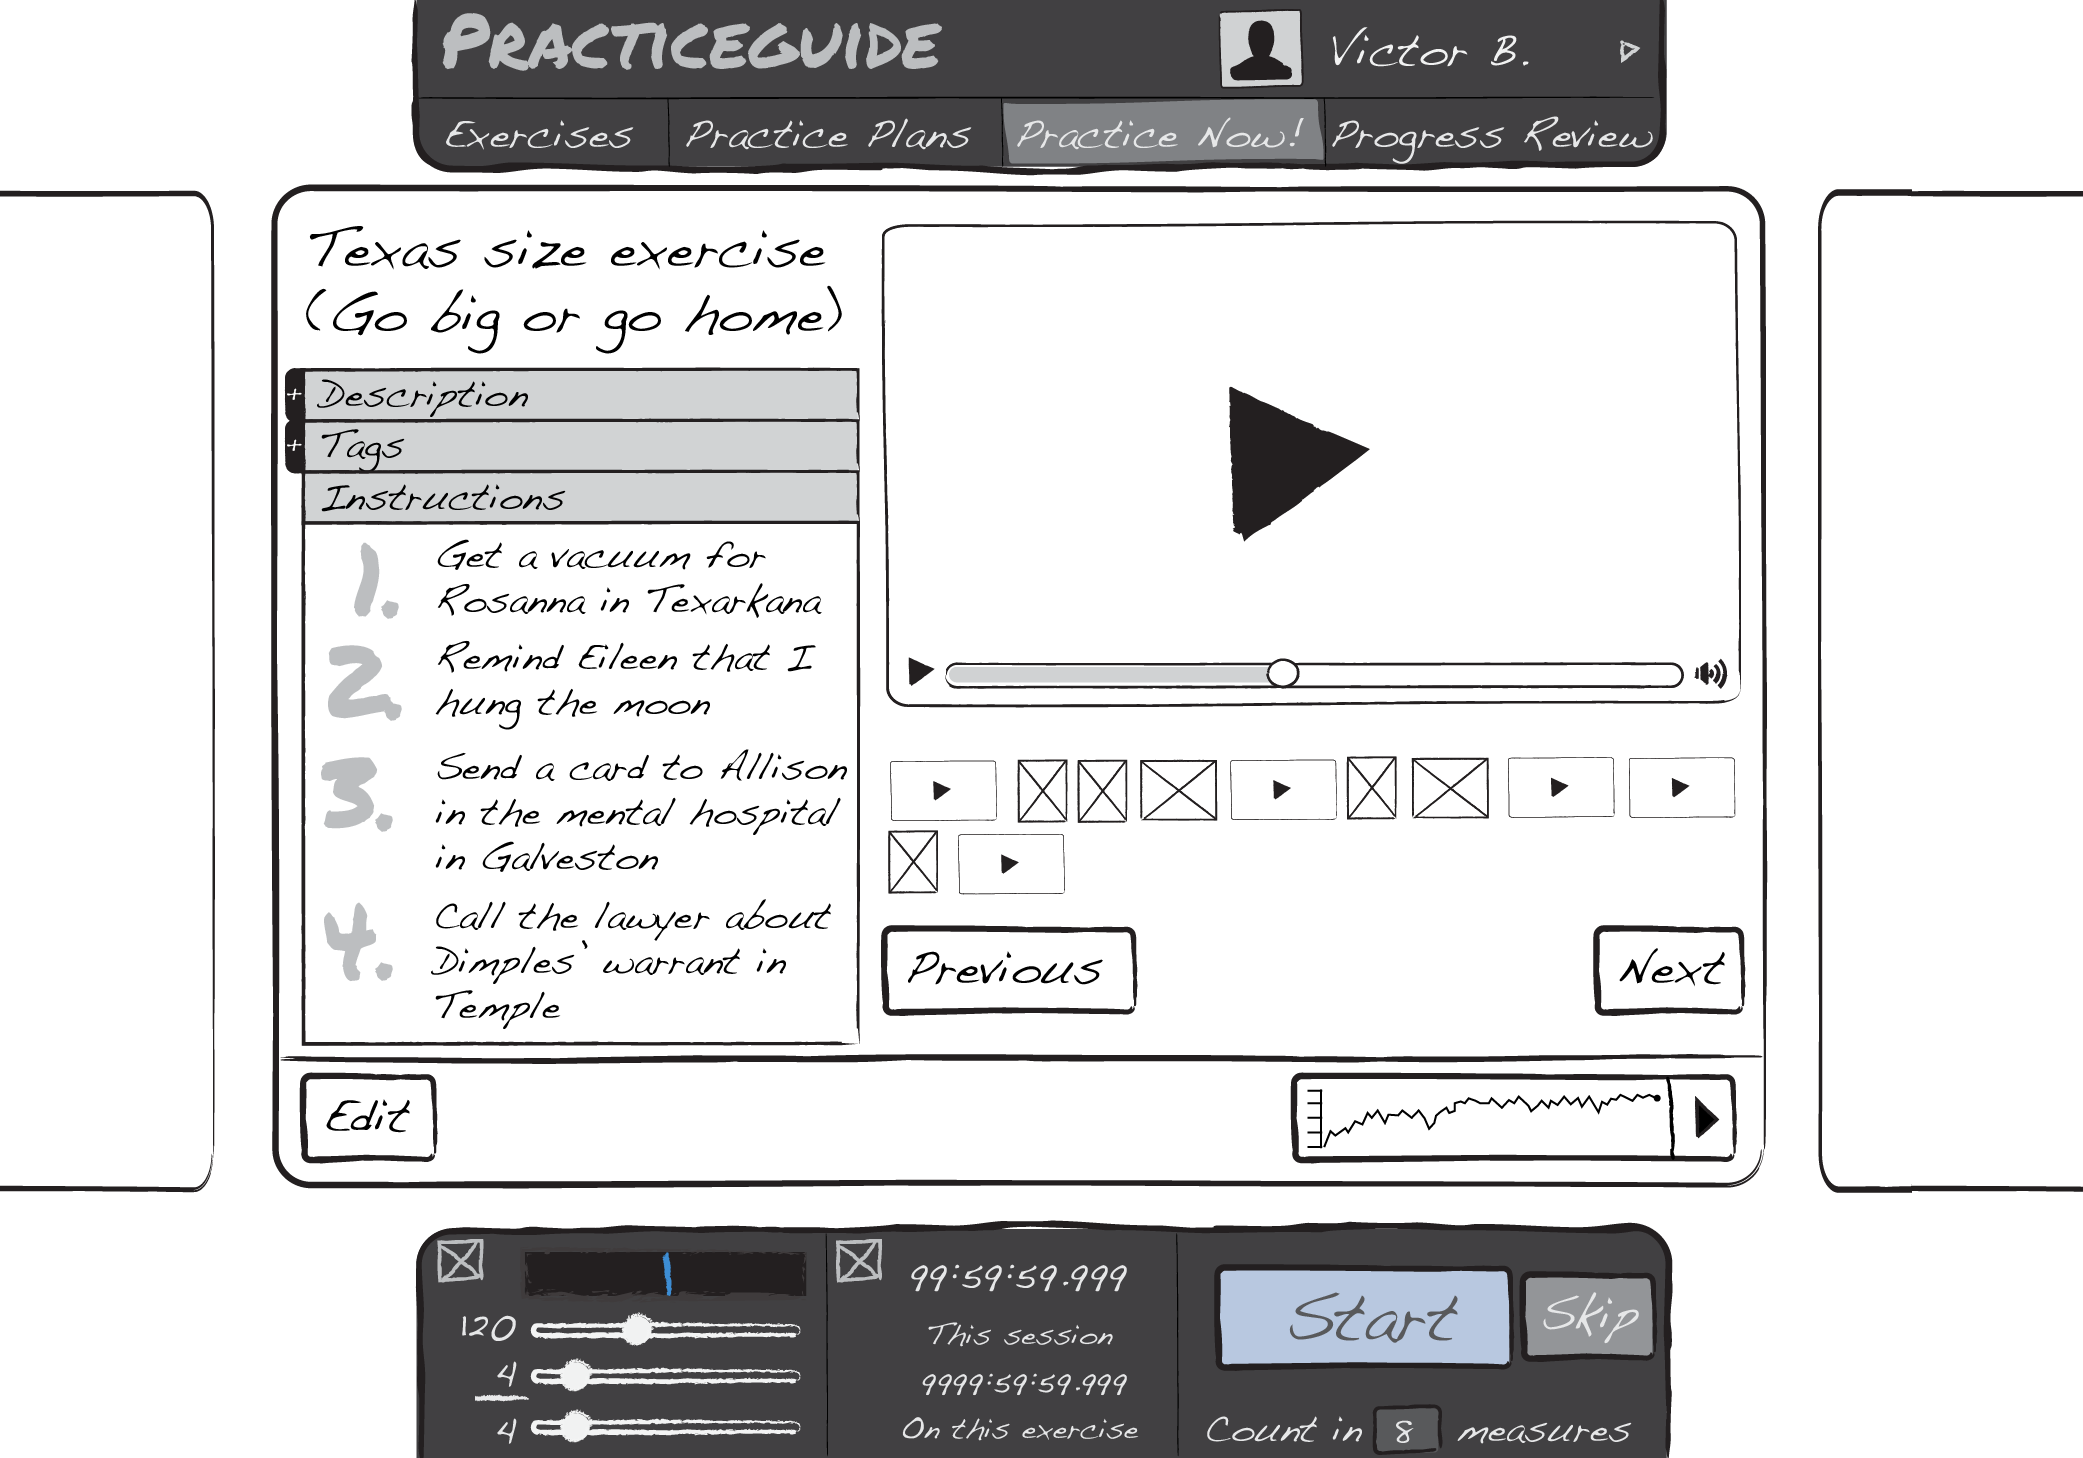 PRACTICEGUIDE
Victor B.
Exercises
Practice Plans
Practice Now!
Progress Review
Texas size exercise
(Go big or go home)
+ Description
+ Tags
Instructions
1. Get a vacuum for
Rosanna in Texarkana
2. Remind Eileen that I
hung the moon
3. Send a card to Allison
in the mental hospital
in Galveston
4. Call the lawyer about
Dimples' warrant in
Temple
Previous
Next
Edit
120
4
4
99:59:59.999
This session
9999:59:59.999
On this exercise
Start
Skip
Count in 8 measures